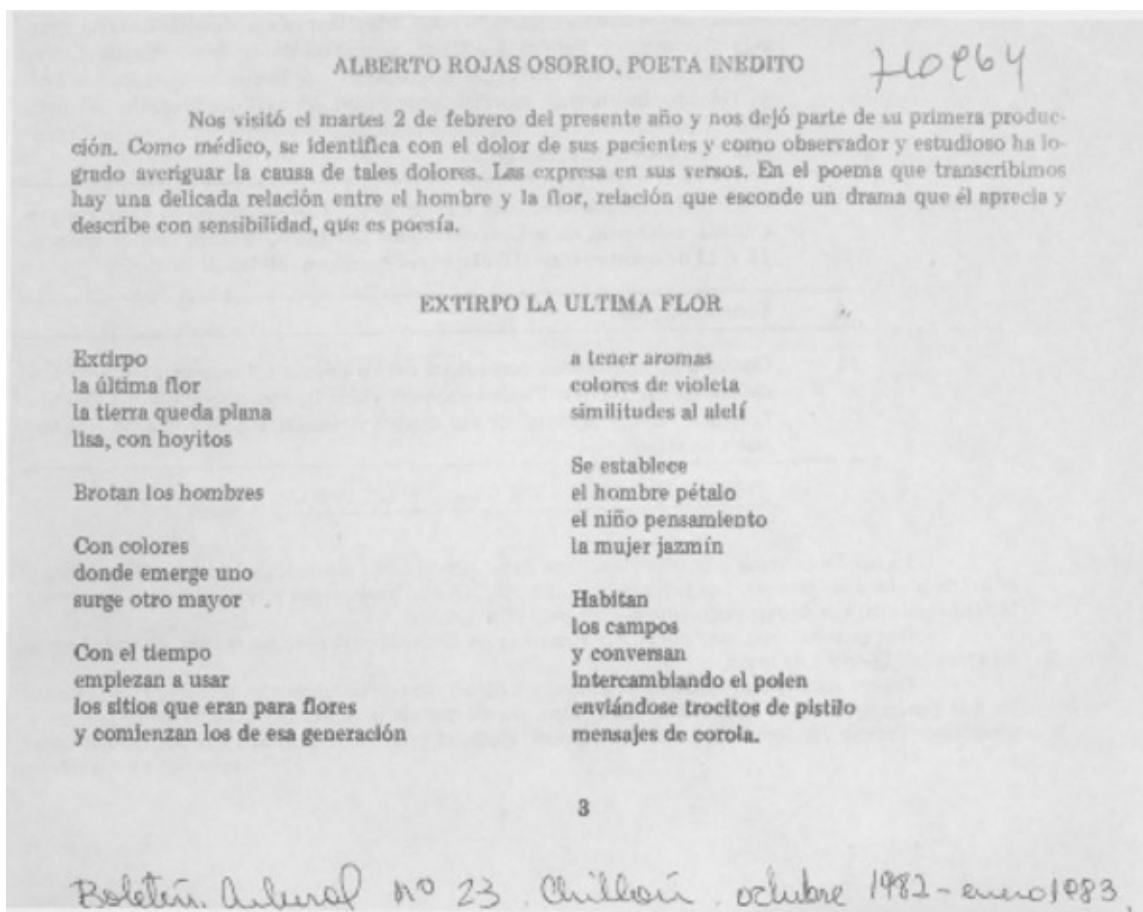 ALBERTO ROJAS OSORIO, POETA INEDITO
710964
Nos visitó el martes 2 de febrero del presente año y nos dejó parte de su primera produc-
ción. Como médico, se identifica con el dolor de sus pacientes y como observador y estudioso ha lo-
grado averiguar la causa de tales dolores. Las expresa en sus versos. En el poema que transcribimos
hay una delicada relación entre el hombre y la flor, relación que esconde un drama que él aprecia y
describe con sensibilidad, que es poesía.
EXTIRPO LA ULTIMA FLOR
Extirpo
la última flor
la tierra queda plana
lisa, con hoyitos
Brotan los hombres
Con colores
donde emerge uno
surge otro mayor
Con el tiempo
empiezan a usar
los sitios que eran para flores
y comienzan los de esa generación
a tener aromas
colores de violeta
similitudes al alelí
Se establece
el hombre pétalo
el niño pensamiento
la mujer jazmín
Habitan
los campos
y conversan
intercambiando el polen
enviándose trocitos de pistilo
mensajes de corola.
3
Boletín Cultural Nº 23. Chillán. octubre 1982 - enero 1983.